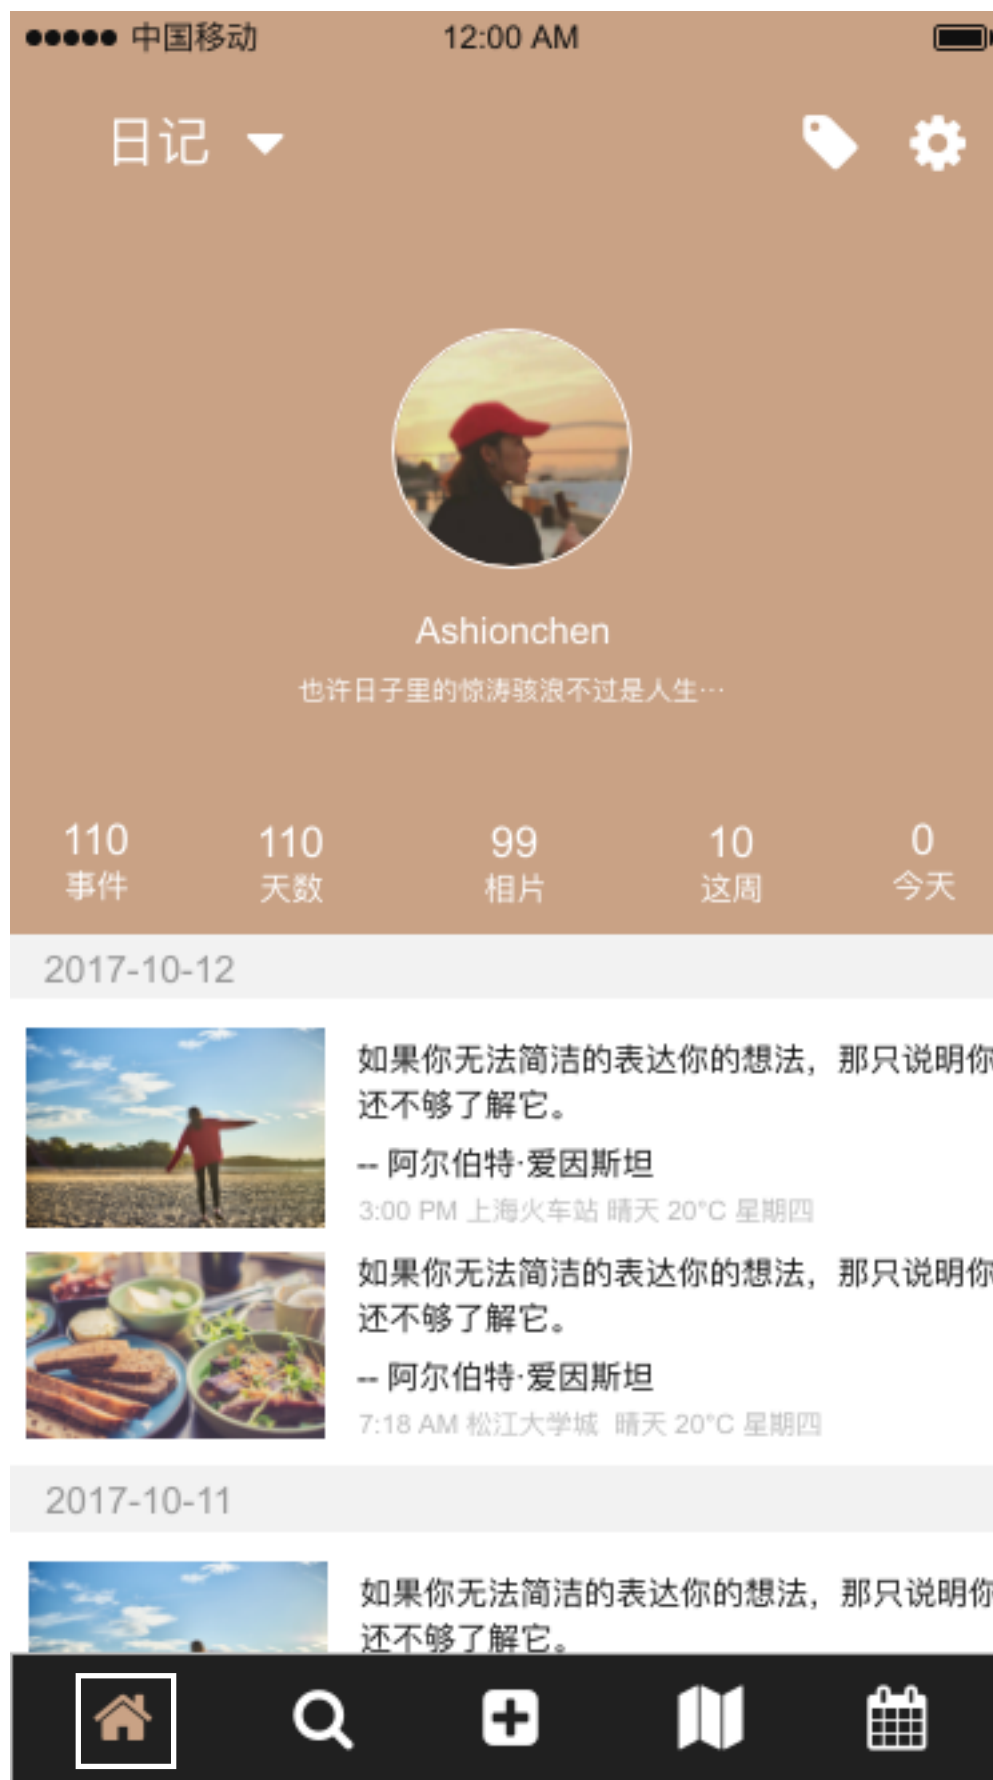 中国移动 12:00 AM
日记
Ashionchen
也许日子里的惊涛骇浪不过是人生…
110 110 99 10 0
事件 天数 相片 这周 今天
2017-10-12
如果你无法简洁的表达你的想法，那只说明你
还不够了解它。
-- 阿尔伯特·爱因斯坦
3:00 PM 上海火车站 晴天 20°C 星期四
如果你无法简洁的表达你的想法，那只说明你
还不够了解它。
-- 阿尔伯特·爱因斯坦
7:18 AM 松江大学城 晴天 20°C 星期四
2017-10-11
如果你无法简洁的表达你的想法，那只说明你
还不够了解它。